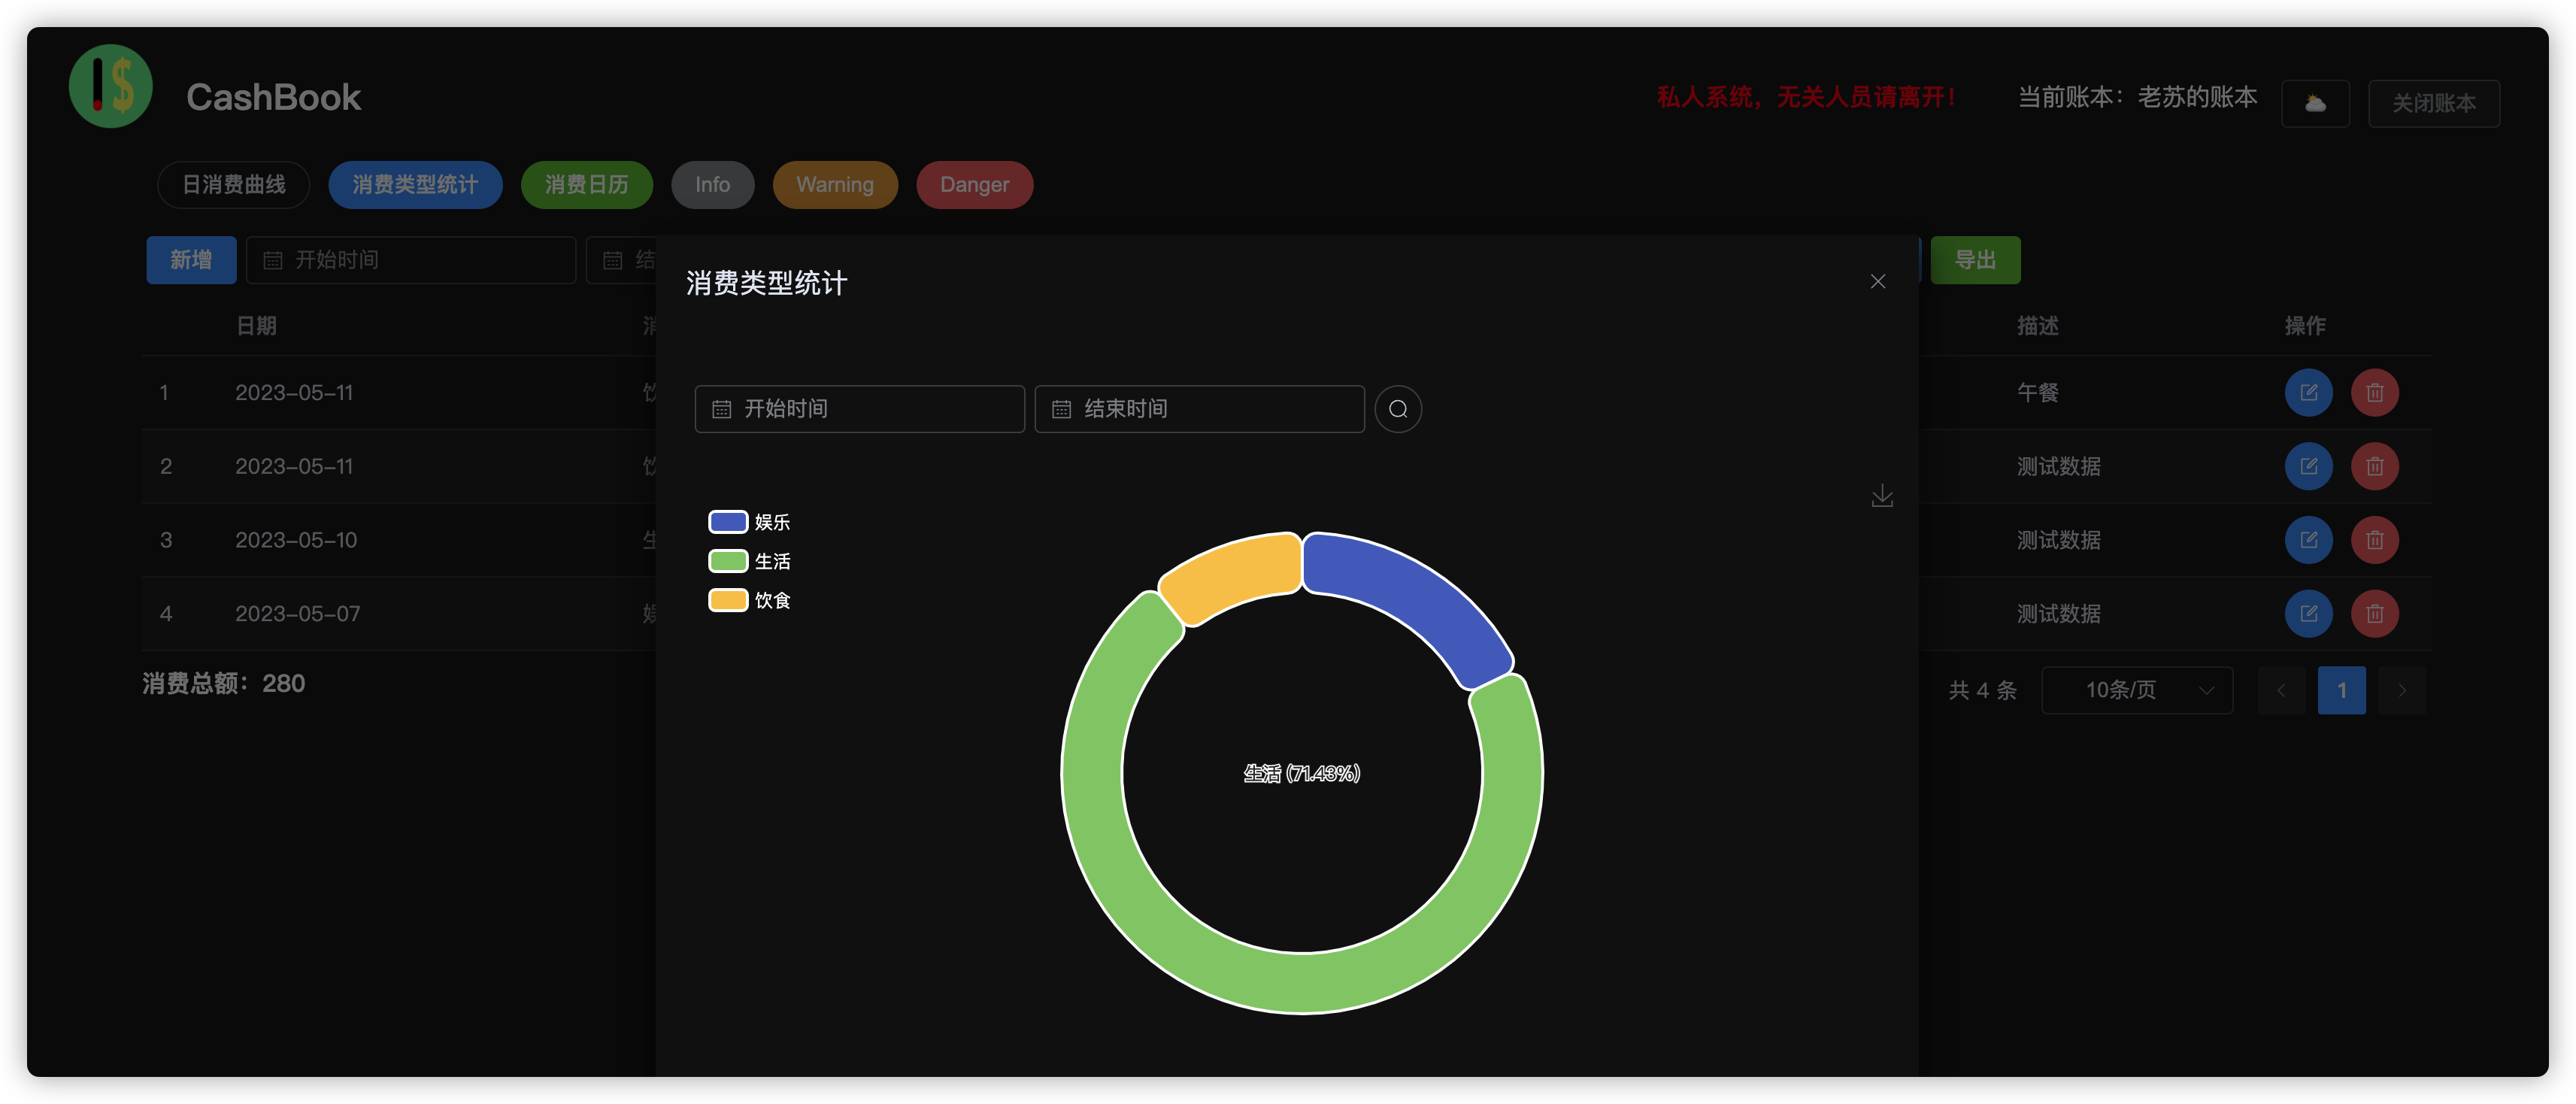 CashBook
私人系统，无关人员请离开！
当前账本：老苏的账本
关闭账本
日消费曲线 消费类型统计 消费日历 Info Warning Danger
新增 开始时间 结 导出
消费类型统计
日期 描述 操作
开始时间 结束时间
1 2023-05-11 午餐
2 2023-05-11 测试数据
3 2023-05-10 生 测试数据
4 2023-05-07 测试数据
娱乐
生活
饮食
生活 (71.43%)
消费总额：280
共 4 条 10条/页 1